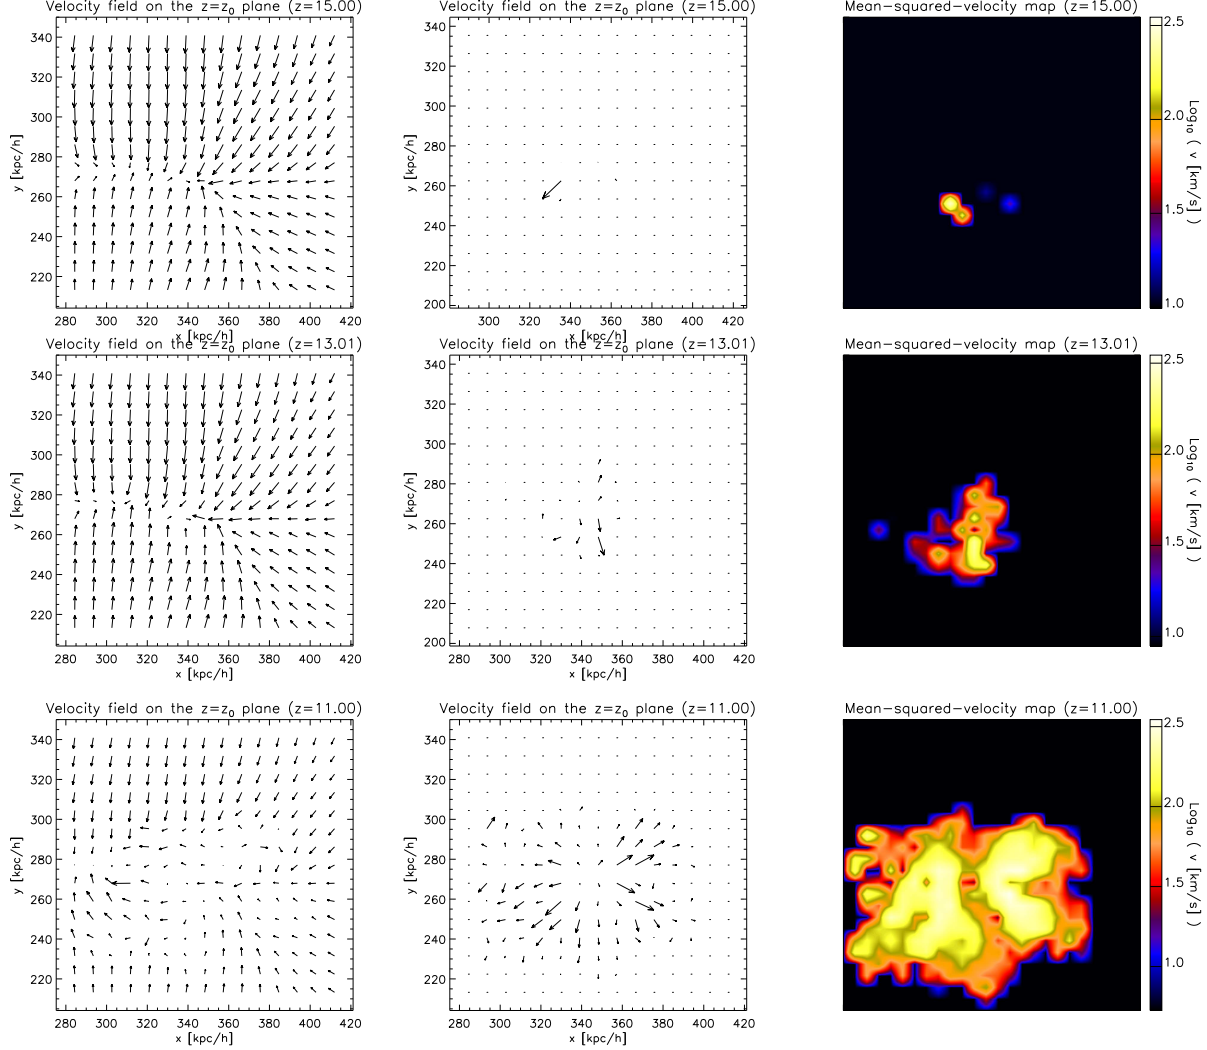 Velocity field on the z=z0 plane (z=15.00)
Velocity field on the z=z0 plane (z=15.00)
Mean-squared-velocity map (z=15.00)
340
320
300
280
260
240
220
y [kpc/h]
280 300 320 340 360 380 400 420
x [kpc/h]
340
320
300
280
260
240
220
200
y [kpc/h]
300 320 340 360 380 400 420
x [kpc/h]
2.5
2.0
1.5
1.0
Log10 ( v [km/s] )
Velocity field on the z=z0 plane (z=13.01)
Velocity field on the z=z0 plane (z=13.01)
Mean-squared-velocity map (z=13.01)
340
320
300
280
260
240
220
y [kpc/h]
280 300 320 340 360 380 400 420
x [kpc/h]
340
320
300
280
260
240
220
200
y [kpc/h]
280 300 320 340 360 380 400 420
x [kpc/h]
2.5
2.0
1.5
1.0
Log10 ( v [km/s] )
Velocity field on the z=z0 plane (z=11.00)
Velocity field on the z=z0 plane (z=11.00)
Mean-squared-velocity map (z=11.00)
340
320
300
280
260
240
220
y [kpc/h]
280 300 320 340 360 380 400 420
x [kpc/h]
340
320
300
280
260
240
220
y [kpc/h]
280 300 320 340 360 380 400 420
x [kpc/h]
2.5
2.0
1.5
1.0
Log10 ( v [km/s] )